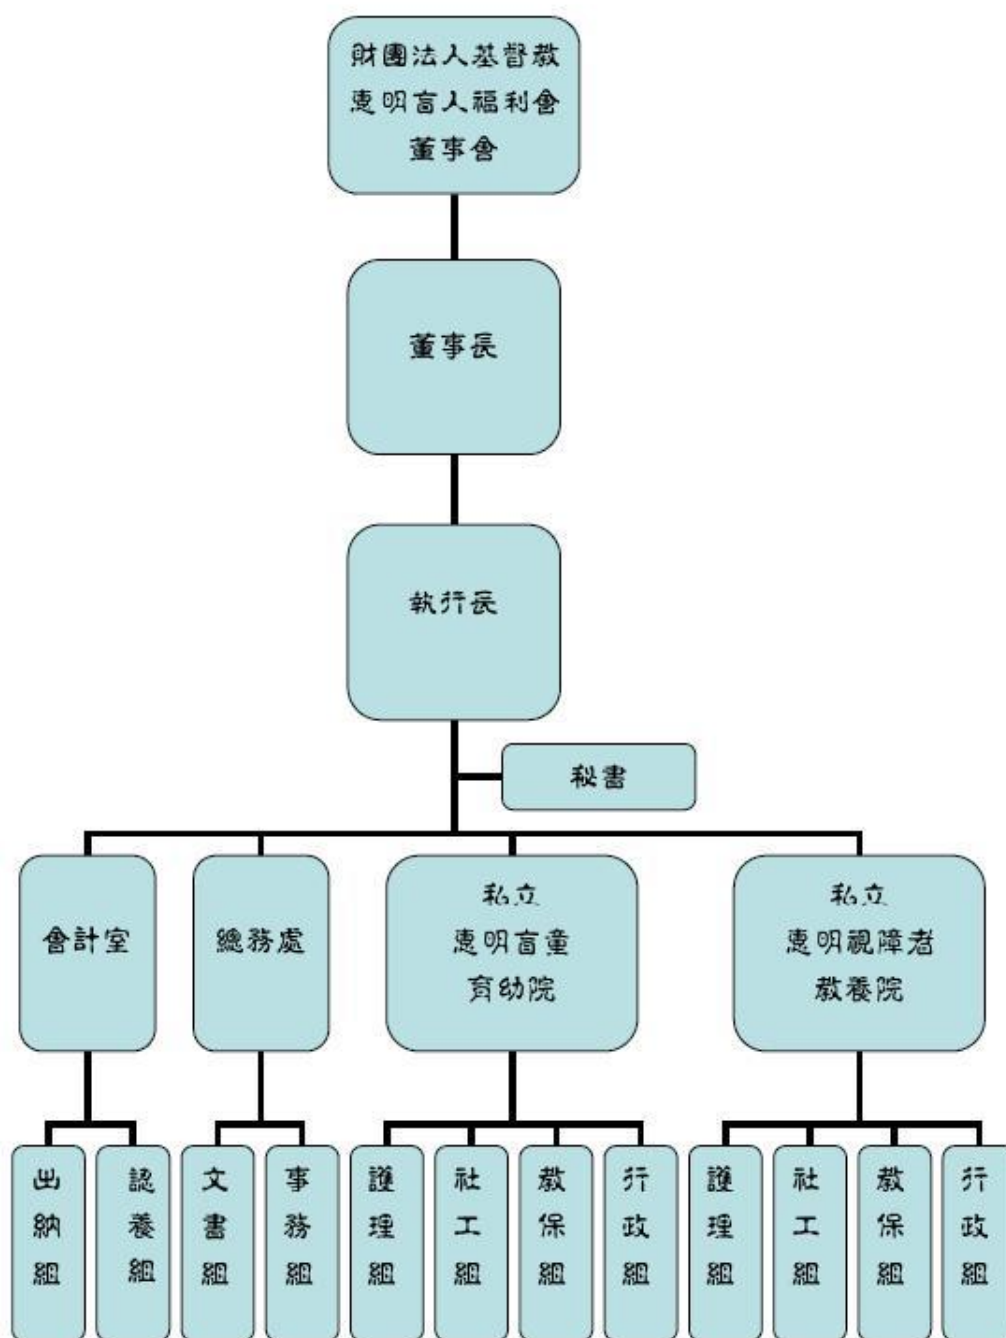 財團法人基督教
惠明盲人福利會
董事會
董事長
執行長
秘書
會計室
總務處
私立
惠明盲童
育幼院
私立
惠明視障者
教養院
出納組
認養組
文書組
事務組
護理組
社工組
教保組
行政組
護理組
社工組
教保組
行政組